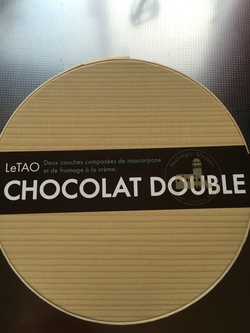 LeTAO
Deux couches composées de mascarpone
et de fromage à la crème.
CHOCOLAT DOUBLE